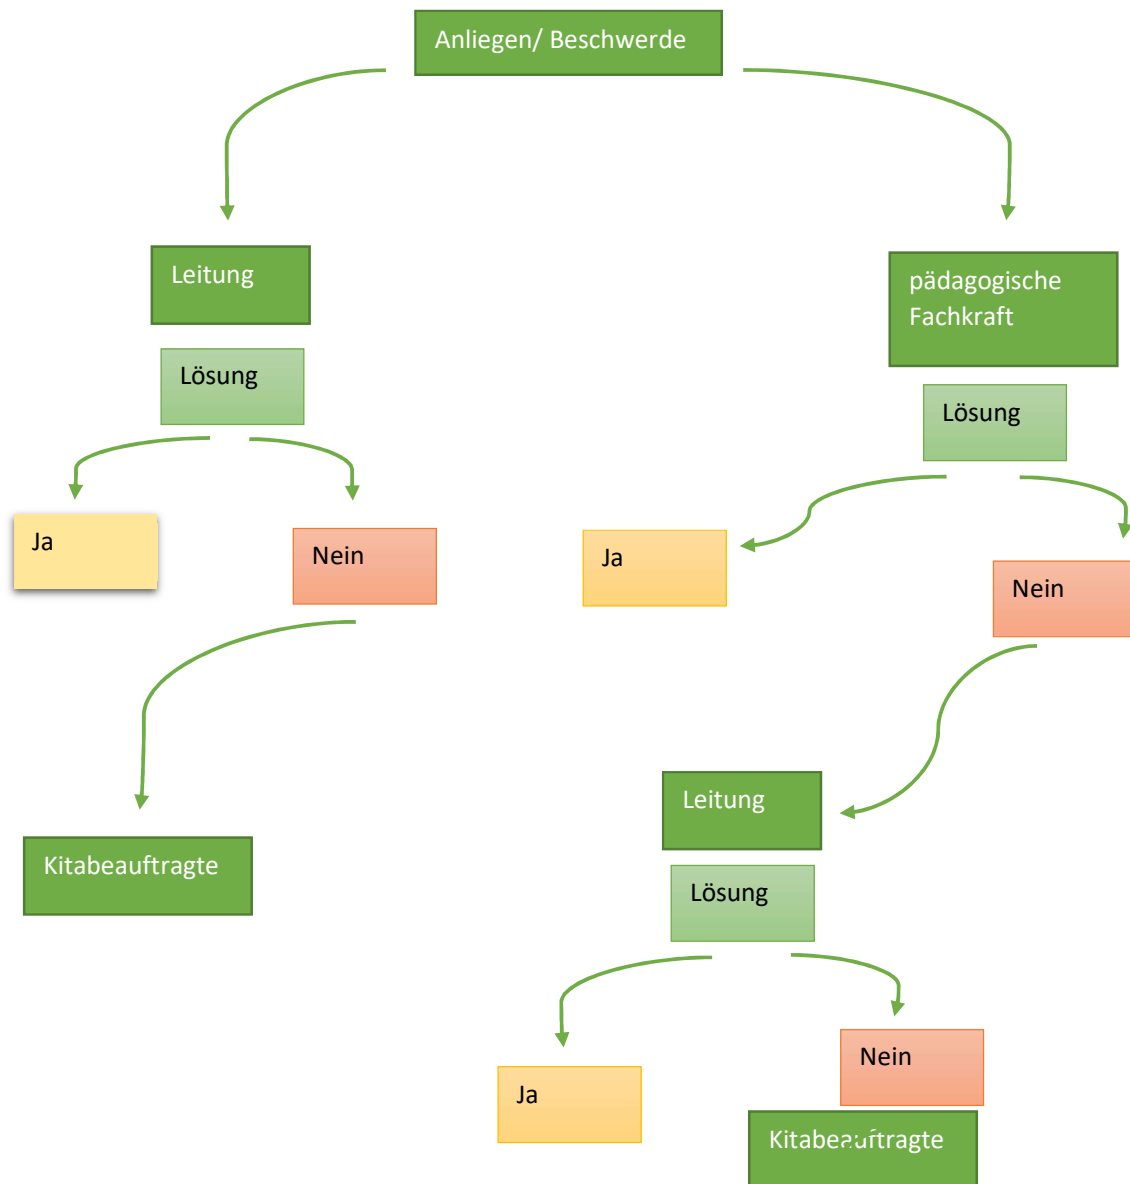 Anliegen/ Beschwerde
Leitung
pädagogische
Fachkraft
Lösung
Lösung
Ja
Nein
Ja
Nein
Leitung
Kitabeauftragte
Lösung
Nein
Ja
Kitabeauftragte